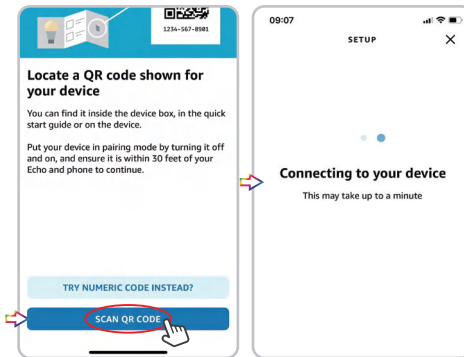 1234-567-8901
Locate a QR code shown for
your device
You can find it inside the device box, in the quick
start guide or on the device.
Put your device in pairing mode by turning it off
and on, and ensure it is within 30 feet of your
Echo and phone to continue.
TRY NUMERIC CODE INSTEAD?
SCAN QR CODE
09:07
SETUP
Connecting to your device
This may take up to a minute